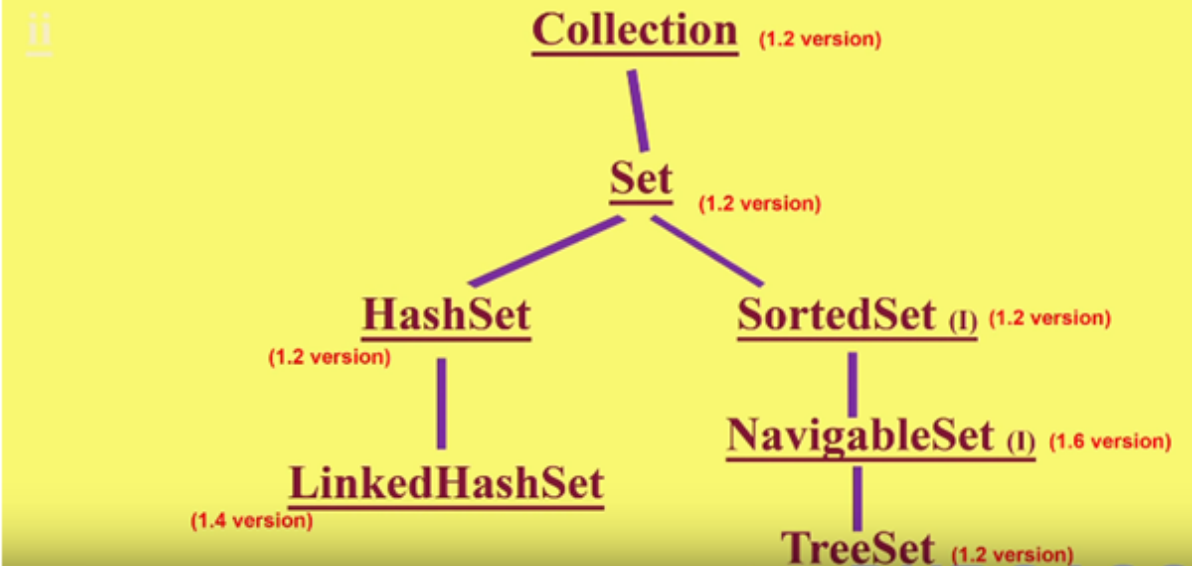 ii
Collection (1.2 version)
Set (1.2 version)
HashSet (1.2 version)
SortedSet (I) (1.2 version)
LinkedHashSet (1.4 version)
NavigableSet (I) (1.6 version)
TreeSet (1.2 version)